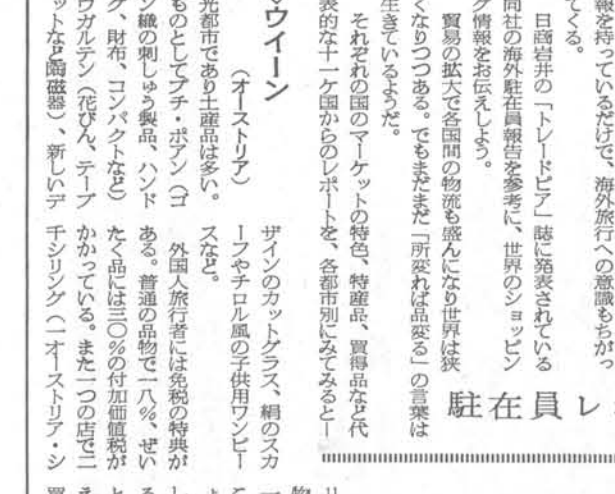 報を持っているだけで、海外旅行への意識もちがっ
てくる。
日商岩井の「トレードピア」誌に発表されている
同社の海外駐在員報告を参考に、世界のショッピン
グ情報をお伝えしよう。
貿易の拡大で各国間の物流も盛んになり世界は狭
くなりつつある。でもまだまだ「所変れば品変る」の言葉は
生きているようだ。
それぞれの国のマーケットの特色、特産品、買得品など代
表的な十一ケ国からのレポートを、各都市別にみてみると―
駐在員レ
マウイーン
（オーストリア）
光都市であり土産品は多い。
ものとしてプチ・ポアン（ゴ
ン織の刺しゅう製品、ハンド
グ、財布、コンパクトなど）
ウガルテン（花びん、テーブ
ットなど陶磁器）、新しいデ
ザインのカットグラス、絹のスカ
ーフやチロル風の子供用ワンピー
スなど。
外国人旅行者には免税の特典が
ある。普通の品物で一八％、ぜい
たく品には三〇％の付加価値税が
かかっている。また一つの店で二
千シリング（一オーストリア・シ